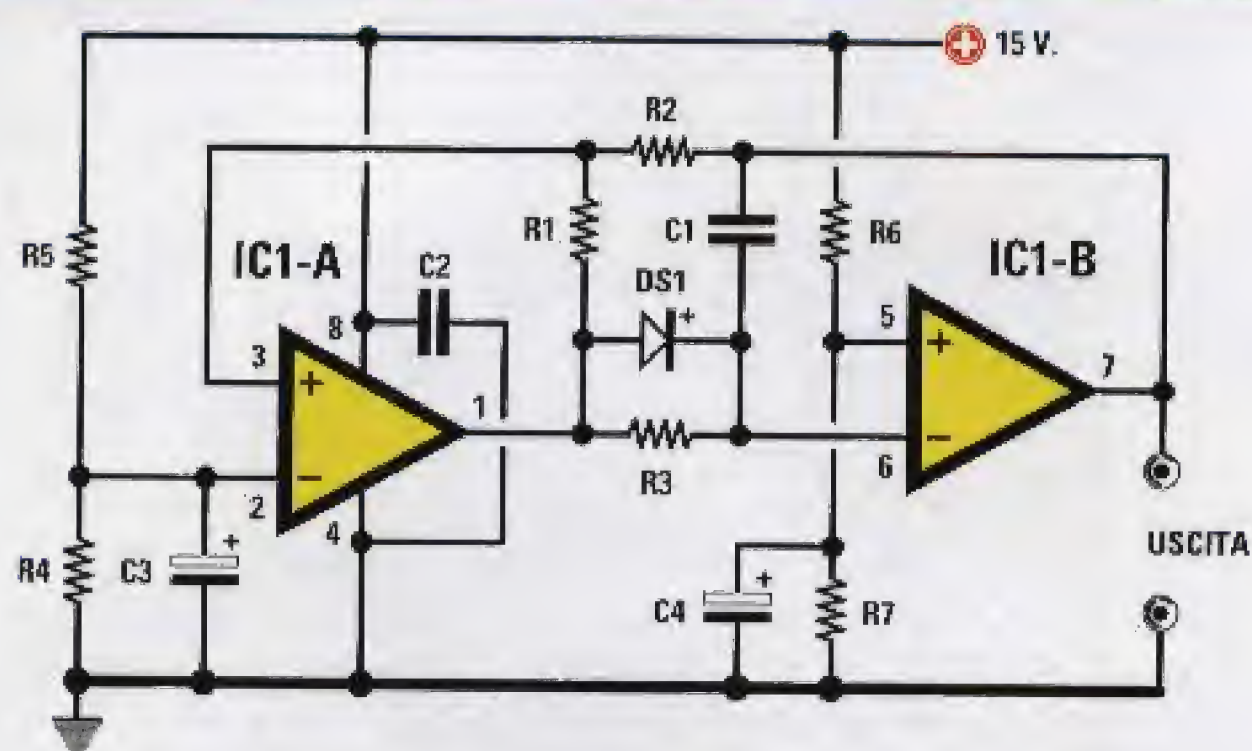 15 V.
R2
R5
IC1-A
C2
R1
C1
R6
IC1-B
DS1
+
8
3
5
+
+
7
1
-
-
2
R3
6
4
USCITA
R4
C3
+
+
C4
R7